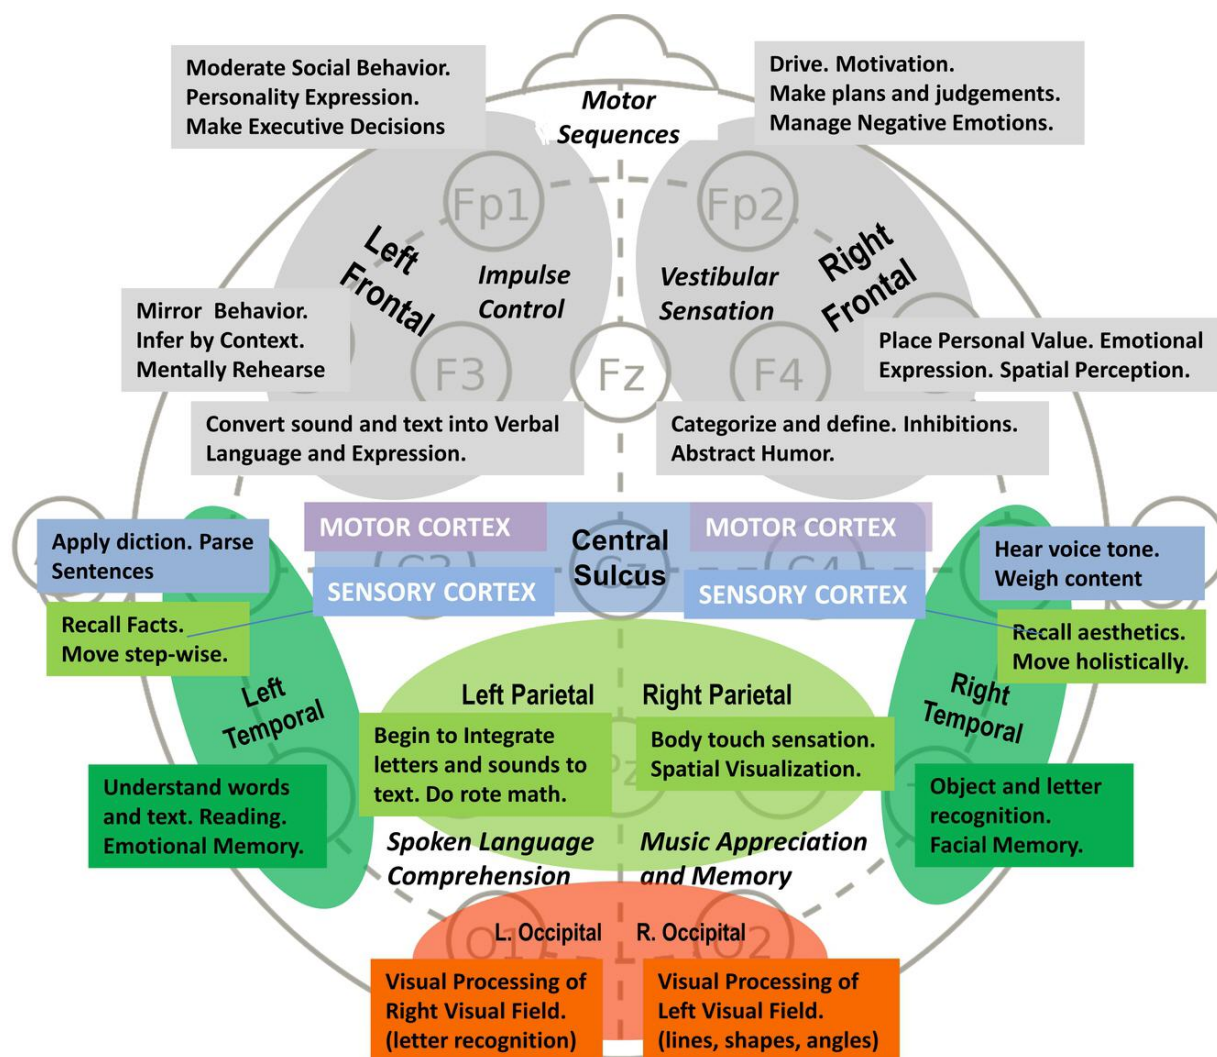 Moderate Social Behavior.
Personality Expression.
Make Executive Decisions
Motor
Sequences
Drive. Motivation.
Make plans and judgements.
Manage Negative Emotions.
Fp1
Fp2
Left
Frontal
Impulse
Control
Vestibular
Sensation
Right
Frontal
Mirror Behavior.
Infer by Context.
Mentally Rehearse
F3
Fz
F4
Place Personal Value. Emotional
Expression. Spatial Perception.
Convert sound and text into Verbal
Language and Expression.
Categorize and define. Inhibitions.
Abstract Humor.
Apply diction. Parse
Sentences
MOTOR CORTEX
Central
Sulcus
MOTOR CORTEX
Hear voice tone.
Weigh content
SENSORY CORTEX
Cz
SENSORY CORTEX
Recall Facts.
Move step-wise.
Recall aesthetics.
Move holistically.
Left
Temporal
Left Parietal
Right Parietal
Right
Temporal
Begin to Integrate
letters and sounds to
text. Do rote math.
Body touch sensation.
Spatial Visualization.
Understand words
and text. Reading.
Emotional Memory.
Object and letter
recognition.
Facial Memory.
Spoken Language
Comprehension
Music Appreciation
and Memory
O1
L. Occipital
R. Occipital
O2
Visual Processing of
Right Visual Field.
(letter recognition)
Visual Processing of
Left Visual Field.
(lines, shapes, angles)